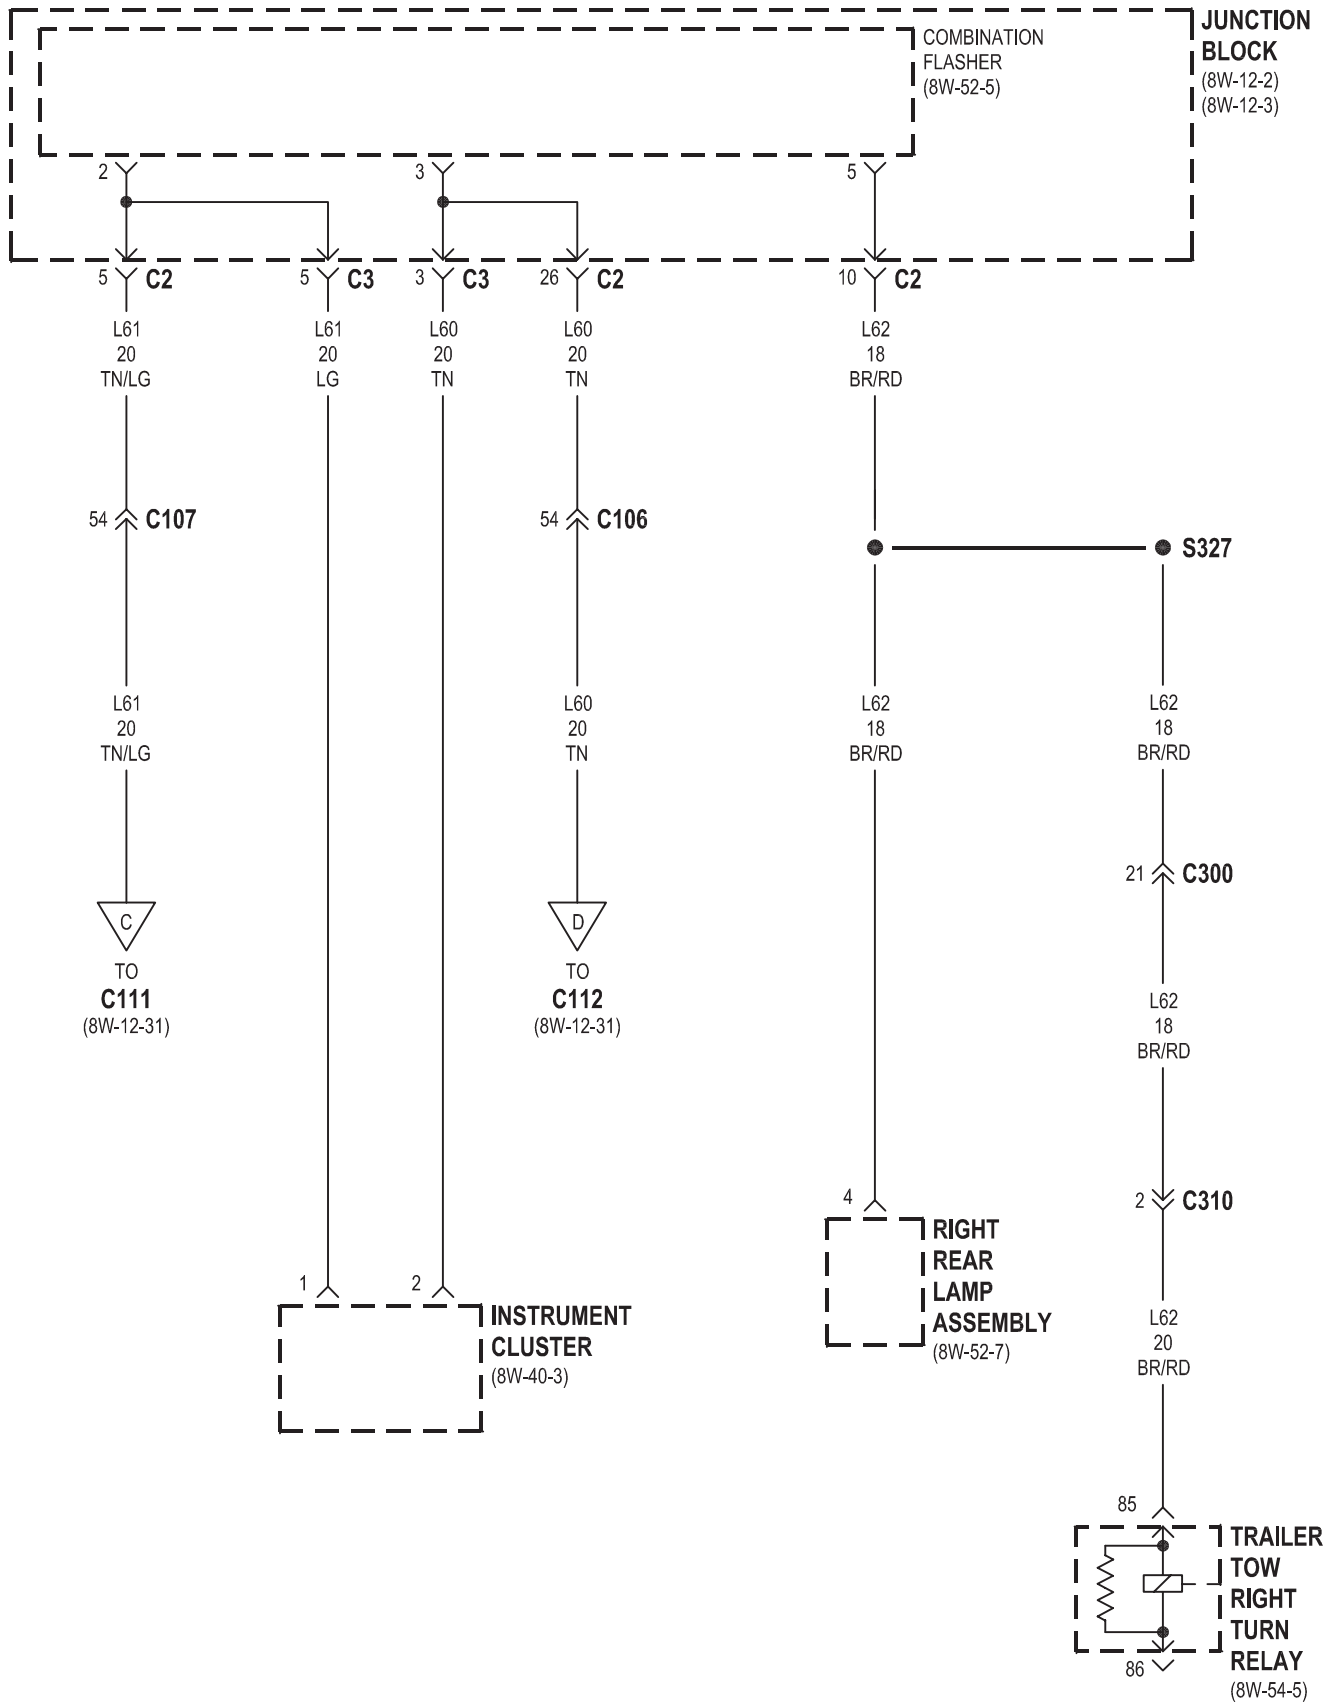 JUNCTION
BLOCK
(8W-12-2)
(8W-12-3)
COMBINATION
FLASHER
(8W-52-5)
2
3
5
5 C2
5 C3
3 C3
26 C2
10 C2
L61
20
TN/LG
L61
20
LG
L60
20
TN
L60
20
TN
L62
18
BR/RD
54 C107
54 C106
S327
L61
20
TN/LG
L60
20
TN
L62
18
BR/RD
L62
18
BR/RD
21 C300
C
TO
C111
(8W-12-31)
D
TO
C112
(8W-12-31)
L62
18
BR/RD
4
2 C310
RIGHT
REAR
LAMP
ASSEMBLY
(8W-52-7)
1
2
INSTRUMENT
CLUSTER
(8W-40-3)
L62
20
BR/RD
85
TRAILER
TOW
RIGHT
TURN
RELAY
(8W-54-5)
86